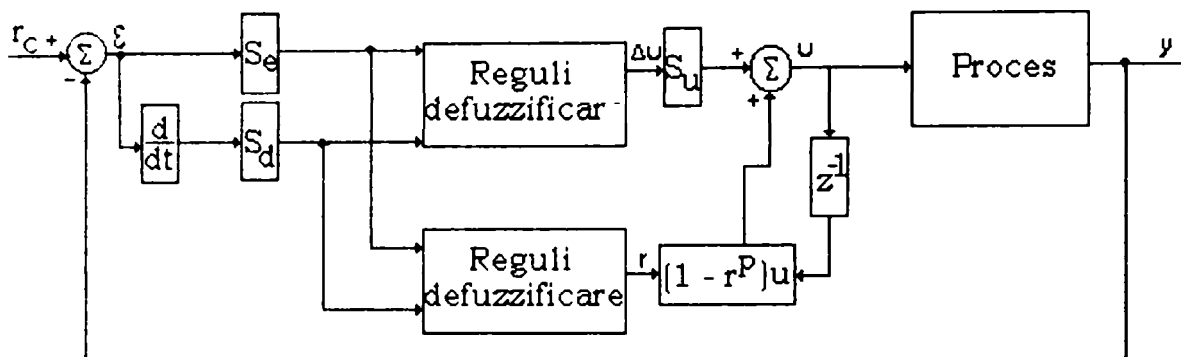 r_c + Σ ε
-
S_e
d
dt
S_d
Reguli
defuzzificar
Δu
S_u
+
+
Σ
u
Proces
y
z^-1
Reguli
defuzzificare
r
(1 - r^p)u